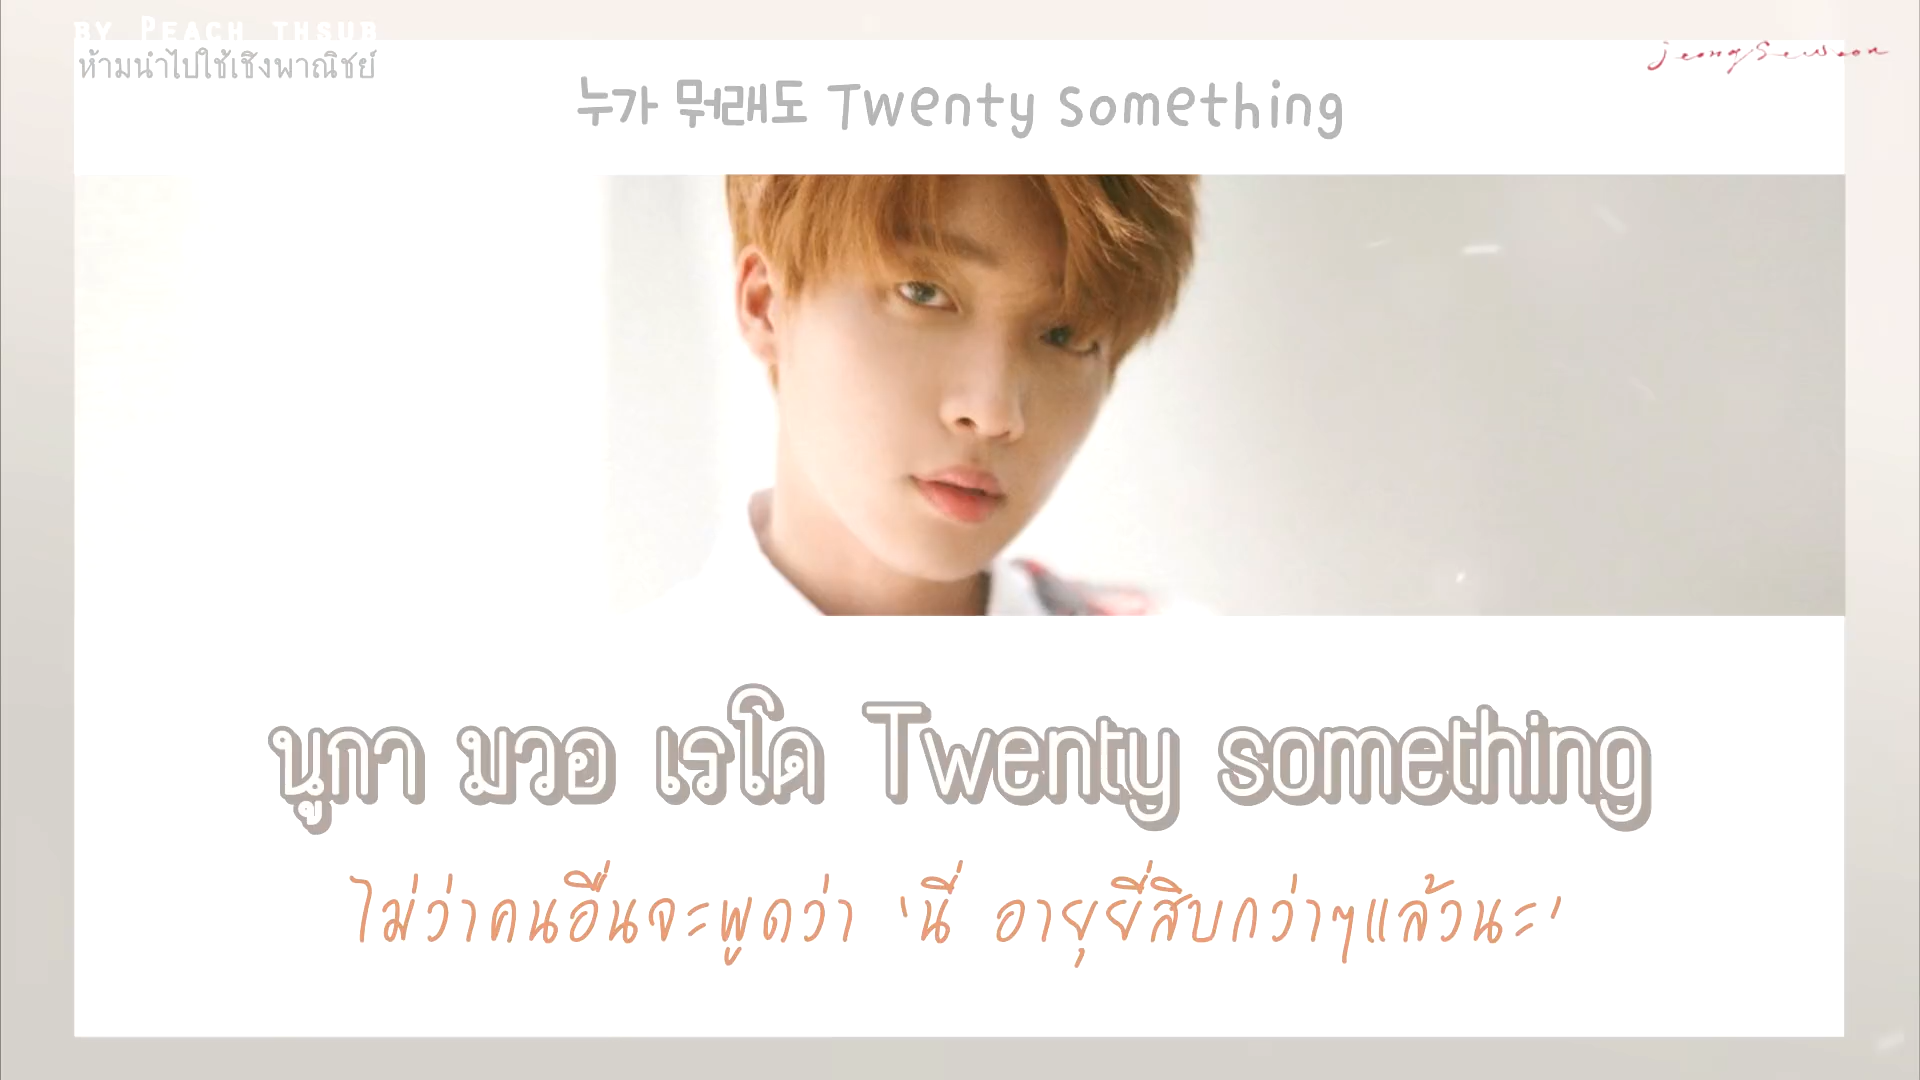 by Peach thsub
ห้ามนำไปใช้เชิงพาณิชย์
jeong Sewoon
누가 뭐래도 Twenty Something
นูกา มวอ เรโด Twenty something
ไม่ว่าคนอื่นจะพูดว่า 'นี่ อายุยี่สิบกว่าๆแล้วนะ'